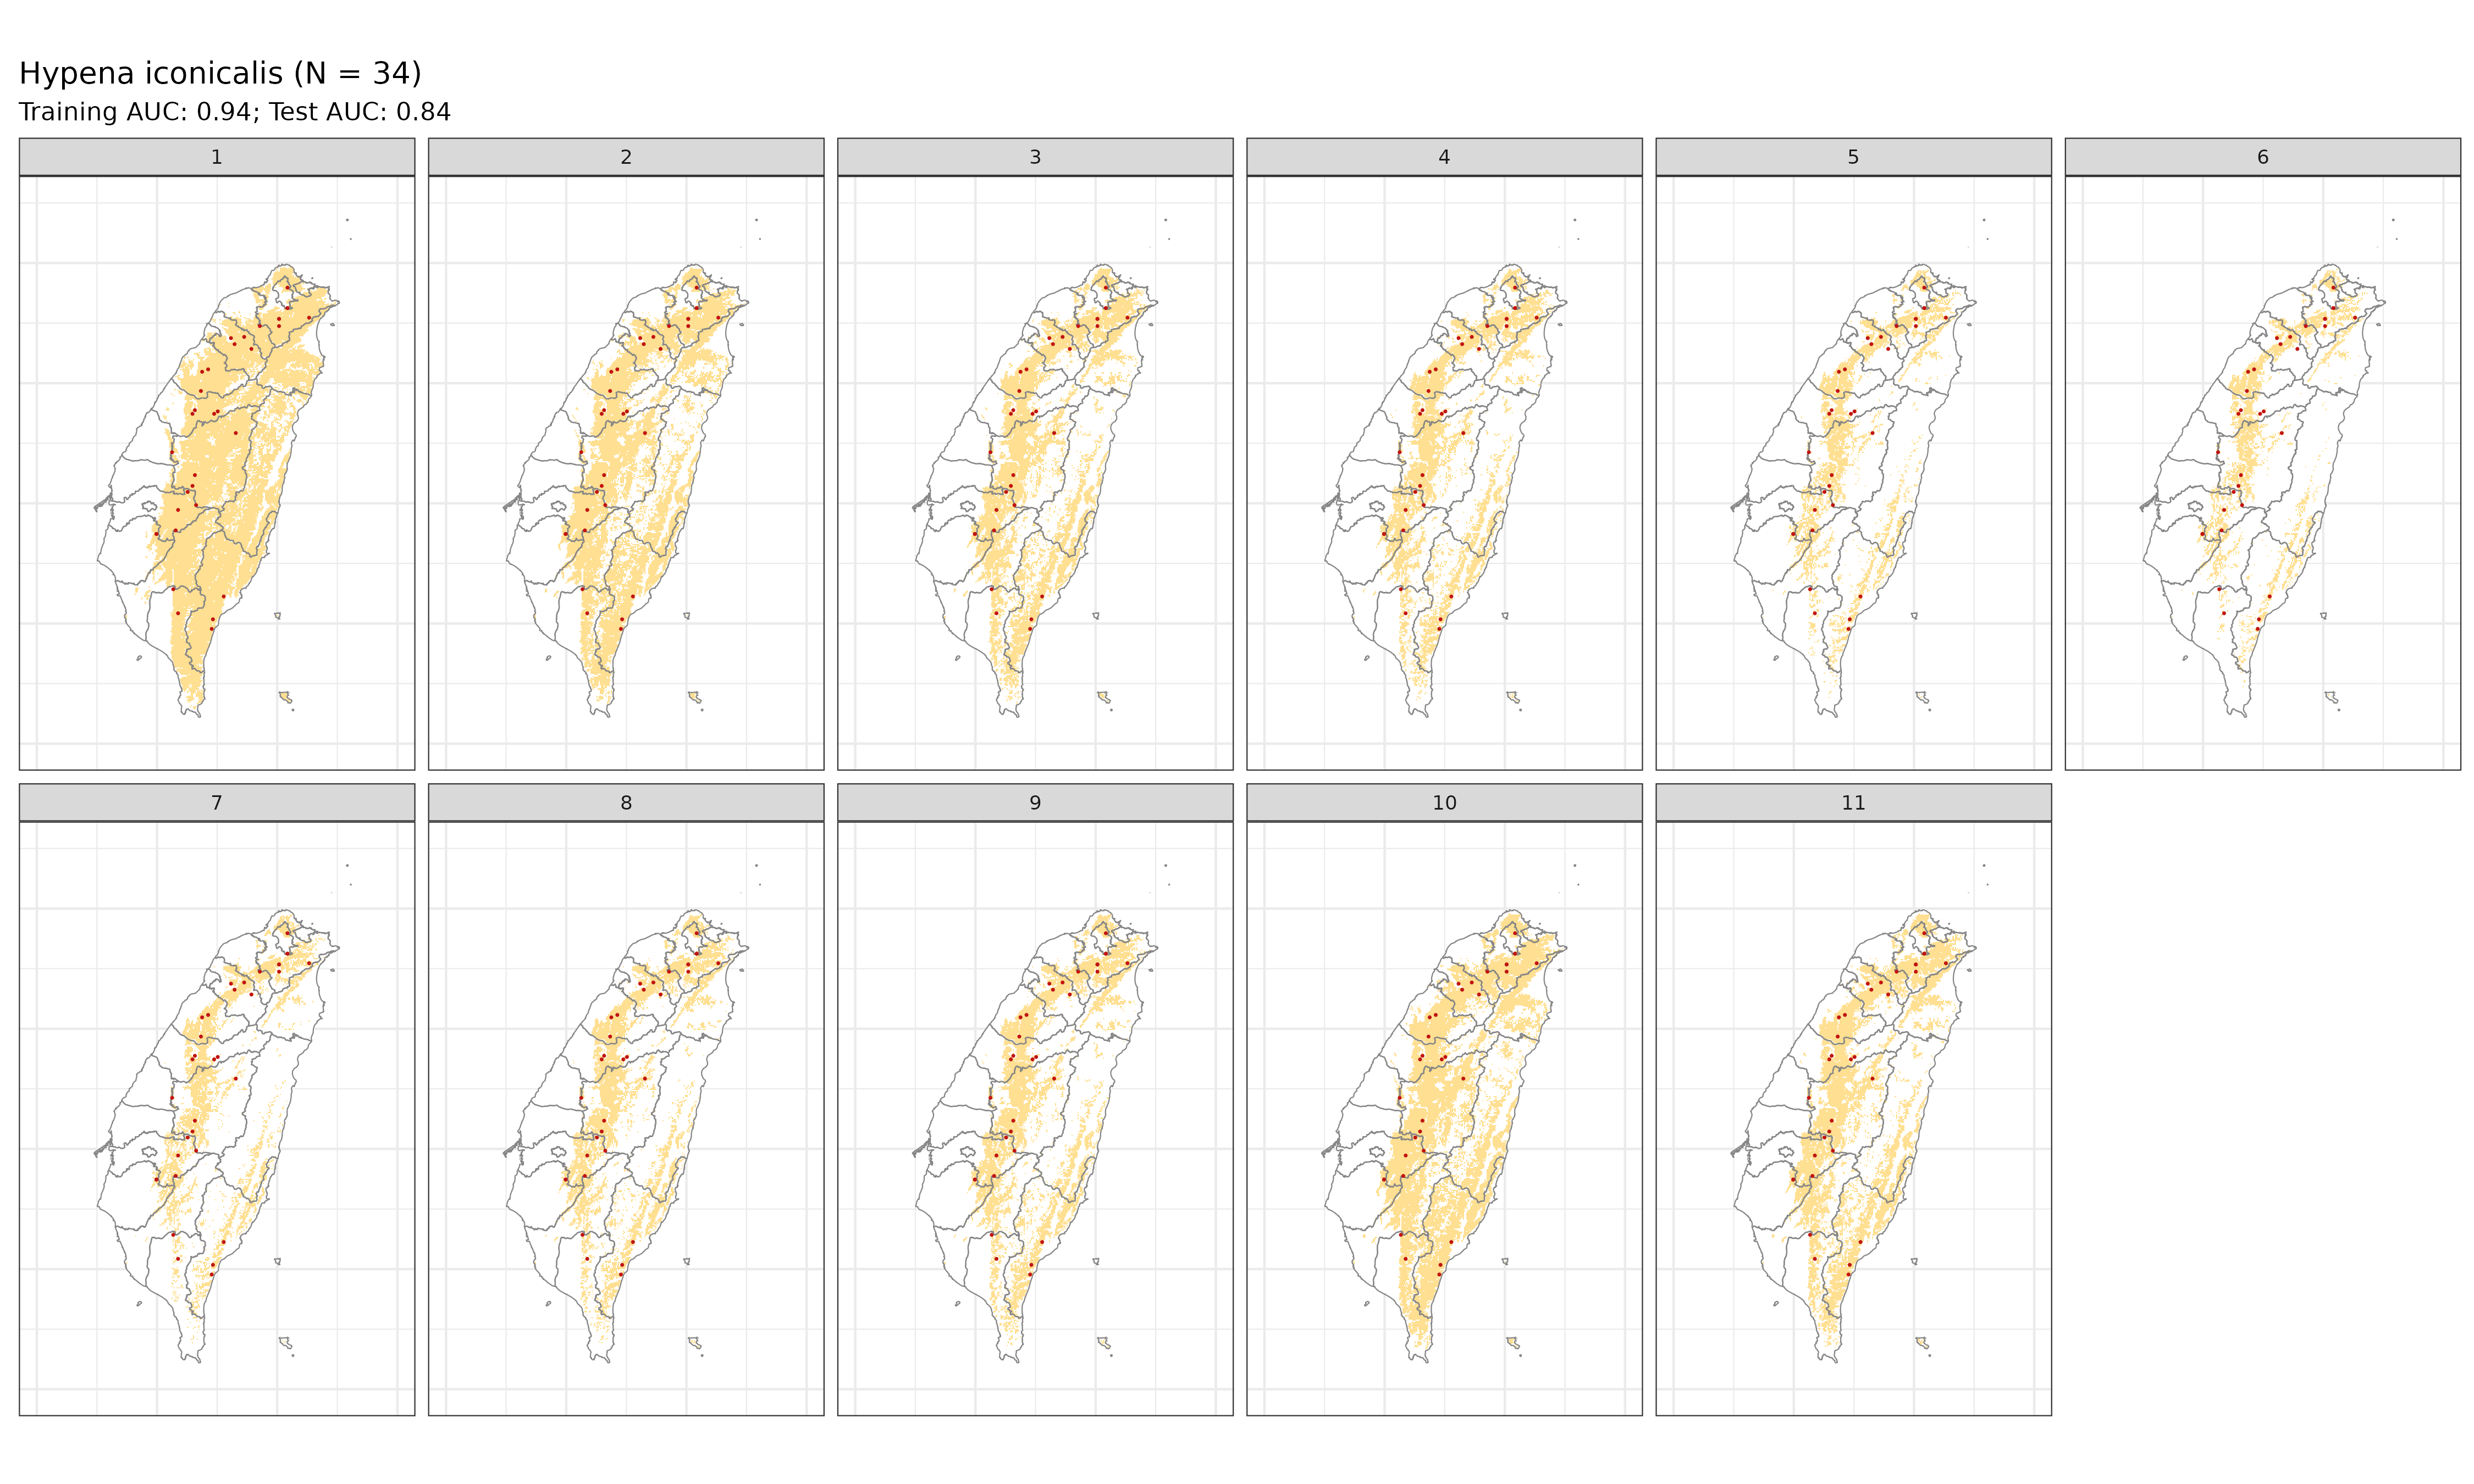 Hypena iconicalis (N = 34)
Training AUC: 0.94; Test AUC: 0.84
1 2 3 4 5 6
7 8 9 10 11